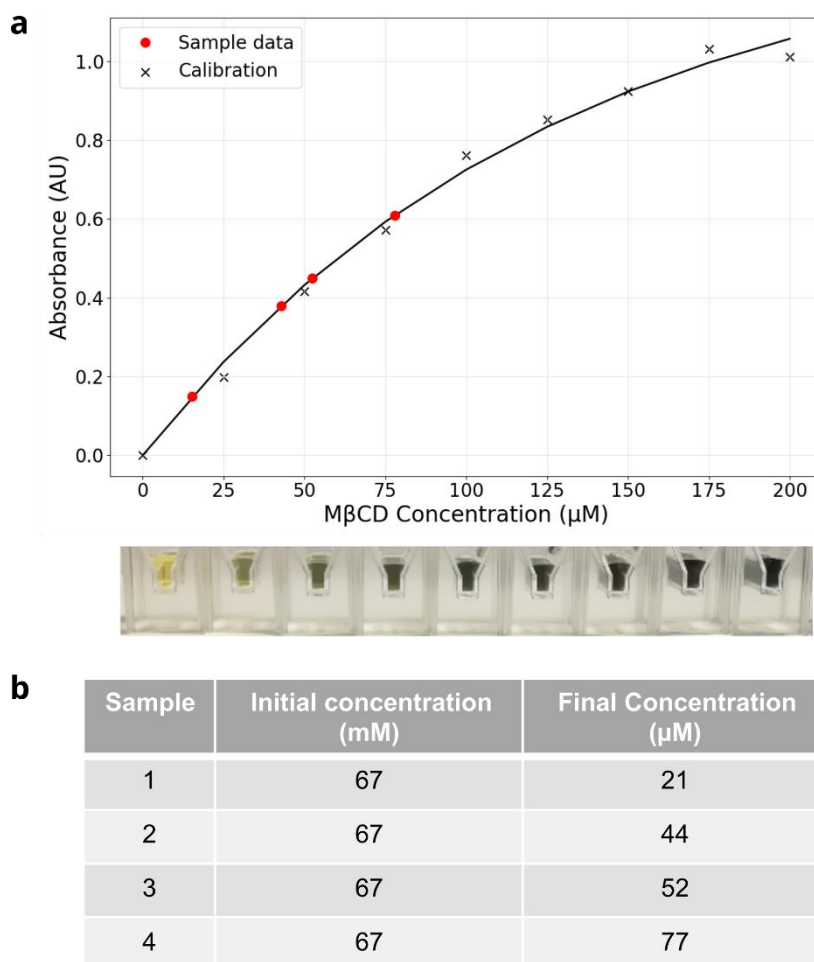 a
Sample data
Calibration
1.0
0.8
0.6
0.4
0.2
0.0
Absorbance (AU)
0 25 50 75 100 125 150 175 200
MβCD Concentration (µM)
b
Sample Initial concentration (mM) Final Concentration (µM)
1 67 21
2 67 44
3 67 52
4 67 77